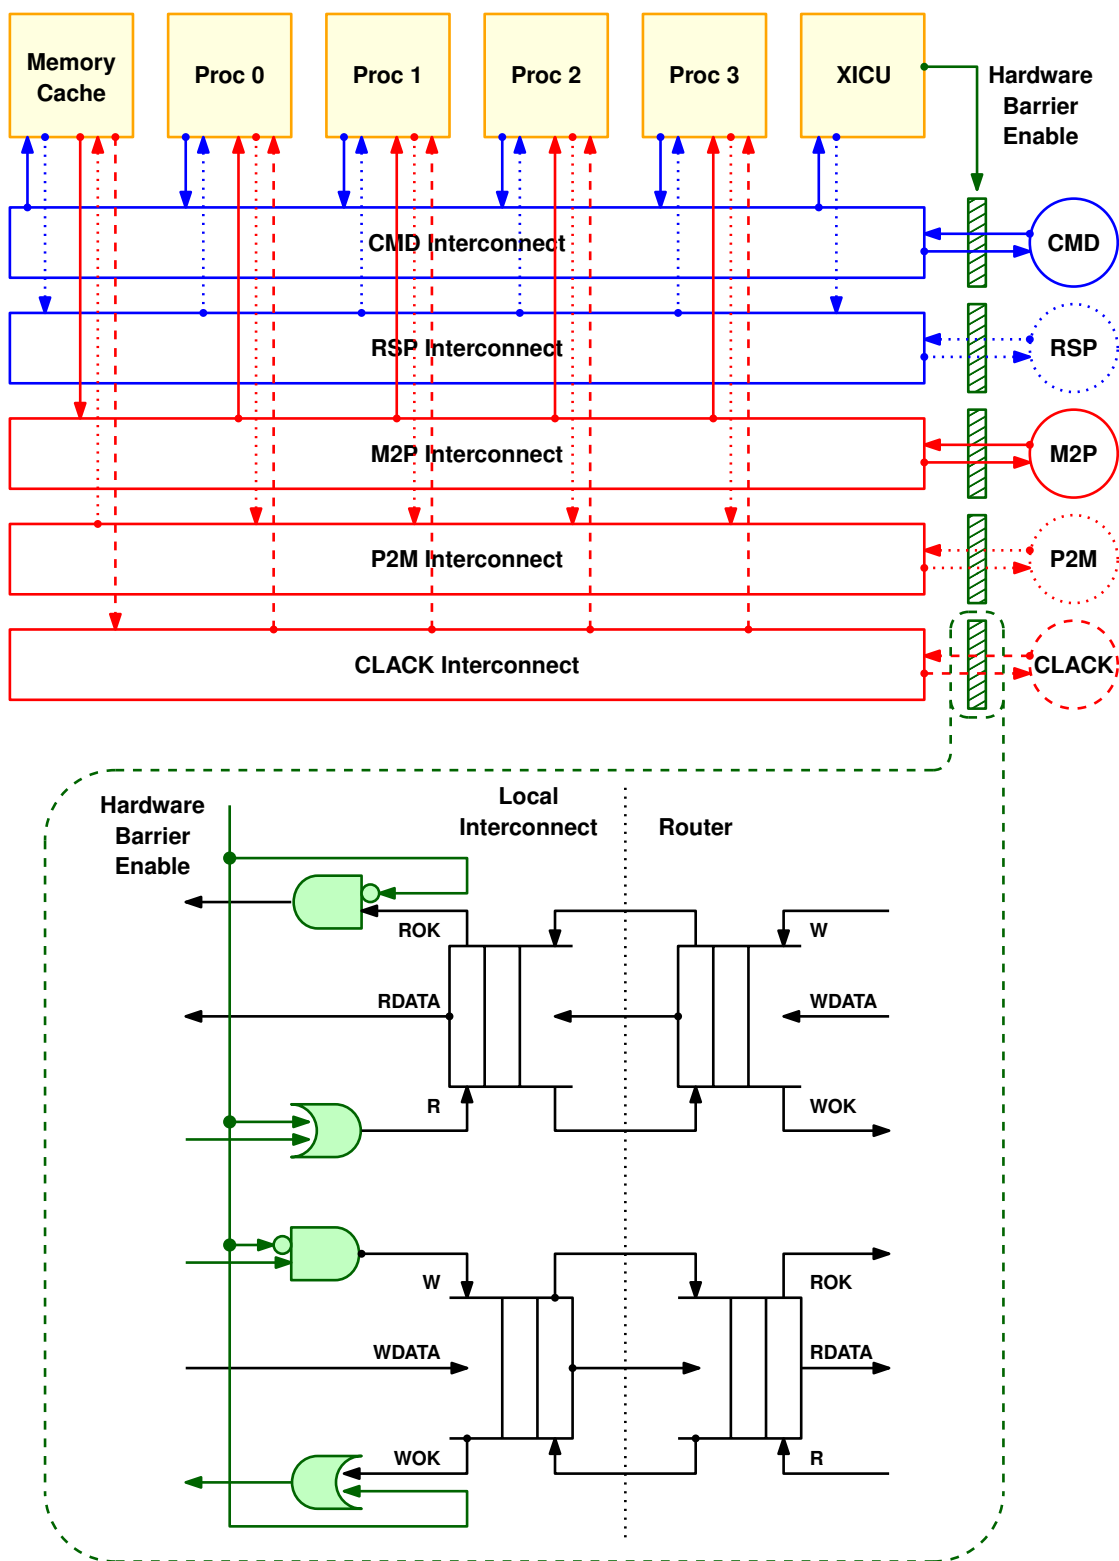 Memory
Cache
Proc 0
Proc 1
Proc 2
Proc 3
XICU
Hardware
Barrier
Enable
CMD Interconnect
CMD
RSP Interconnect
RSP
M2P Interconnect
M2P
P2M Interconnect
P2M
CLACK Interconnect
CLACK
Hardware
Barrier
Enable
Local
Interconnect
Router
ROK
W
RDATA
WDATA
R
WOK
W
ROK
WDATA
RDATA
WOK
R